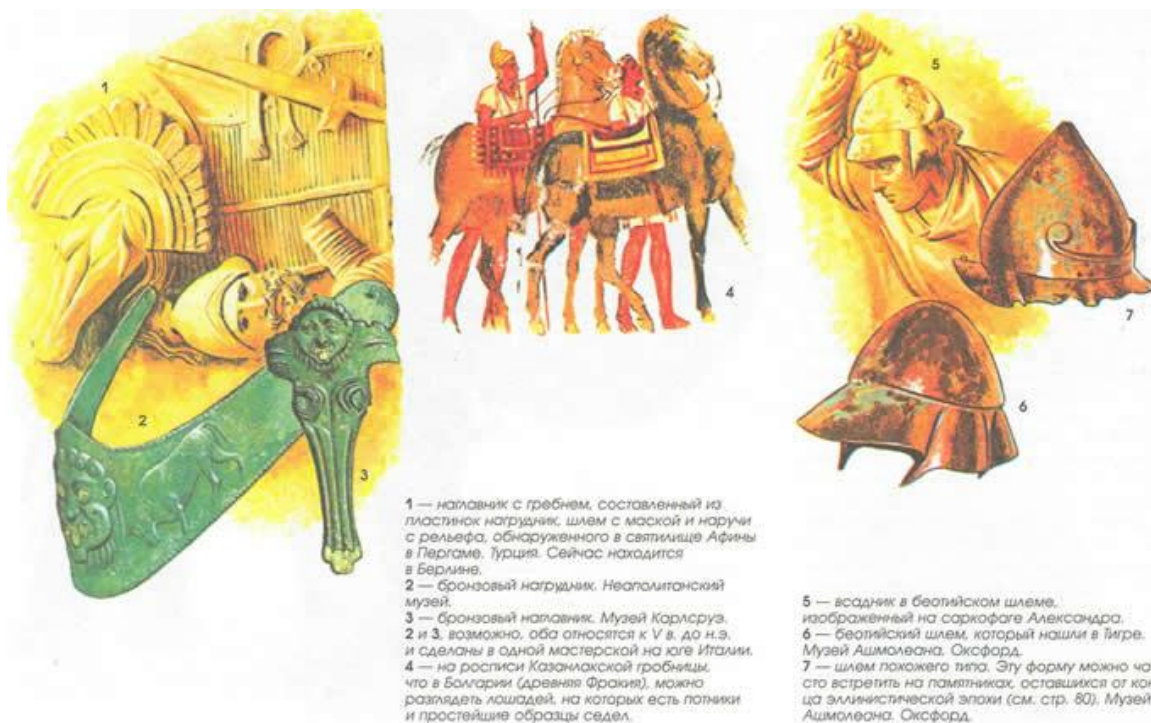 1
2
3
4
5
6
7
1 — наглавник с гребнем, составленный из
пластинок нагрудник, шлем с маской и наручи
с рельефа, обнаруженного в святилище Афины
в Пергаме. Турция. Сейчас находится
в Берлине.
2 — бронзовый нагрудник. Неаполитанский
музей.
3 — бронзовый наглавник. Музей Карлсруэ.
2 и 3, возможно, оба относятся к V в. до н.э.
и сделаны в одной мастерской на юге Италии.
4 — на росписи Казанлакской гробницы,
что в Болгарии (древняя Фракия), можно
разглядеть лошадей, на которых есть потники
и простейшие образцы седел.
5 — всадник в беотийском шлеме,
изображенный на саркофаге Александра.
6 — беотийский шлем, который нашли в Тигре.
Музей Ашмолеана. Оксфорд.
7 — шлем похожего типа. Эту форму можно ча-
сто встретить на памятниках, оставшихся от кон-
ца эллинистической эпохи (см. стр. 80). Музей
Ашмолеана. Оксфорд.